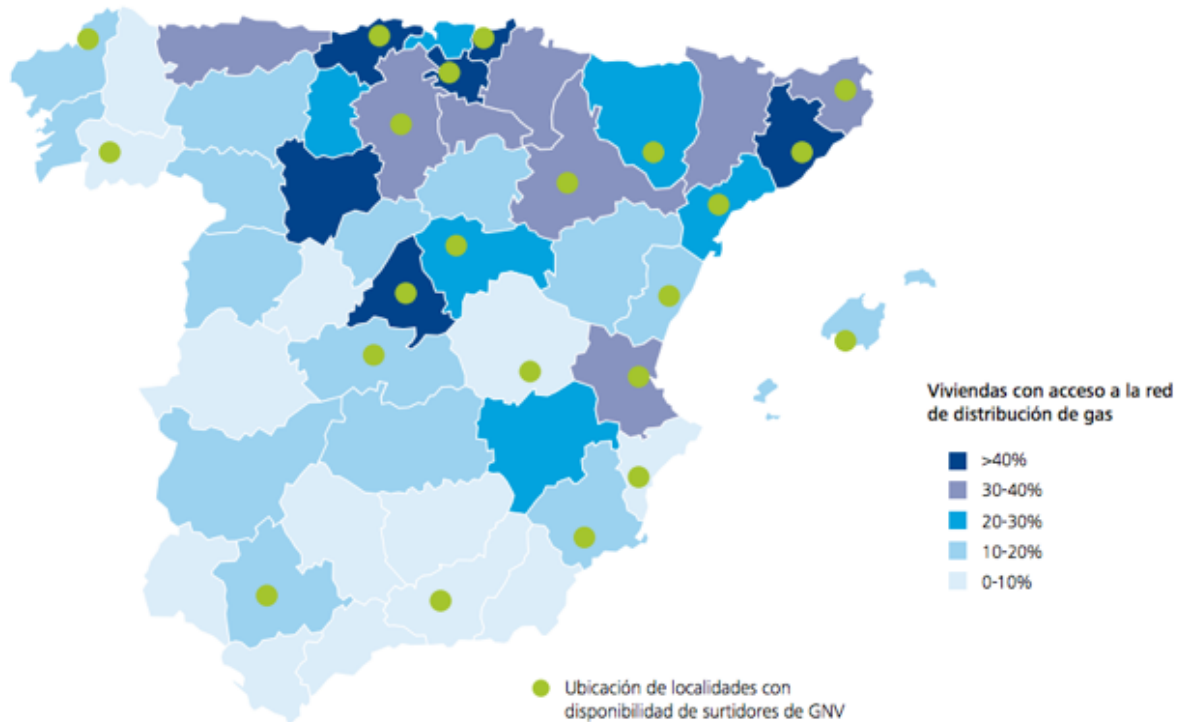 Viviendas con acceso a la red
de distribución de gas
>40%
30-40%
20-30%
10-20%
0-10%
Ubicación de localidades con
disponibilidad de surtidores de GNV